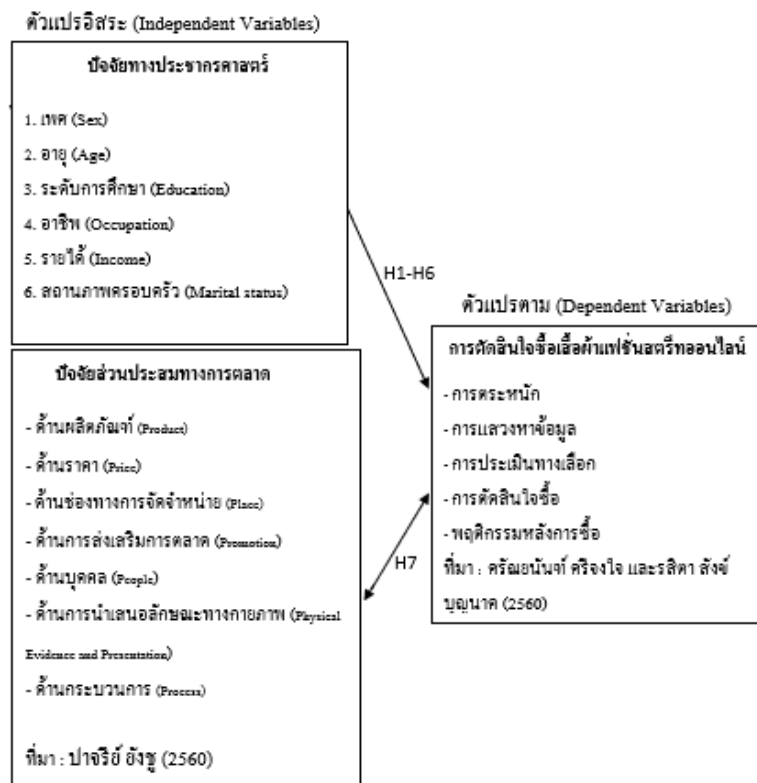 ตัวแปรอิสระ (Independent Variables)
ปัจจัยทางประชากรศาสตร์
1. เพศ (Sex)
2. อายุ (Age)
3. ระดับการศึกษา (Education)
4. อาชีพ (Occupation)
5. รายได้ (Income)
6. สถานภาพครอบครัว (Marital status)
H1-H6
ปัจจัยส่วนประสมทางการตลาด
- ด้านผลิตภัณฑ์ (Product)
- ด้านราคา (Price)
- ด้านช่องทางการจัดจำหน่าย (Place)
- ด้านการส่งเสริมการตลาด (Promotion)
- ด้านบุคคล (People)
- ด้านการนำเสนอลักษณะทางกายภาพ (Physical
Evidence and Presentation)
- ด้านกระบวนการ (Process)
ที่มา : ปาจรีย์ ยังชู (2560)
H7
ตัวแปรตาม (Dependent Variables)
การตัดสินใจซื้อเสื้อผ้าแฟชั่นสตรีทออนไลน์
- การตระหนัก
- การแสวงหาข้อมูล
- การประเมินทางเลือก
- การตัดสินใจซื้อ
- พฤติกรรมหลังการซื้อ
ที่มา : ศรัณยนันท์ ศรีจงใจ และรสิตา สังข์
บุญนาค (2560)